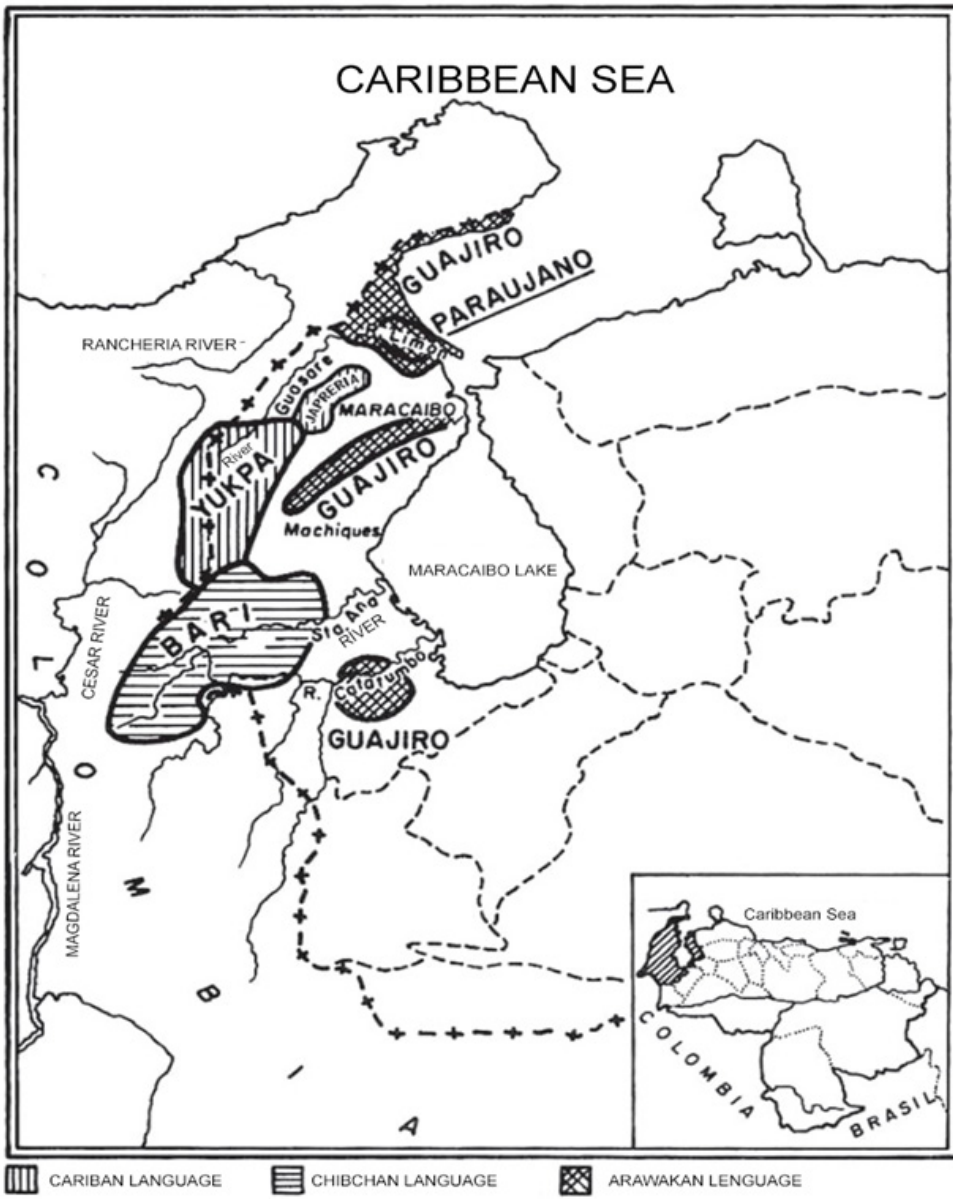 CARIBBEAN SEA
GUAJIRO
PARAUJANO
Limon
RANCHERIA RIVER
Guasare
JAPRERIA
MARACAIBO
River
YUKPA
GUAJIRO
Machiques
MARACAIBO LAKE
BARI
Sta Ana
RIVER
CESAR RIVER
R.
Catatumbo
GUAJIRO
MAGDALENA RIVER
COLOMBIA
Caribbean Sea
COLOMBIA
BRASIL
CARIBAN LANGUAGE
CHIBCHAN LANGUAGE
ARAWAKAN LENGUAGE